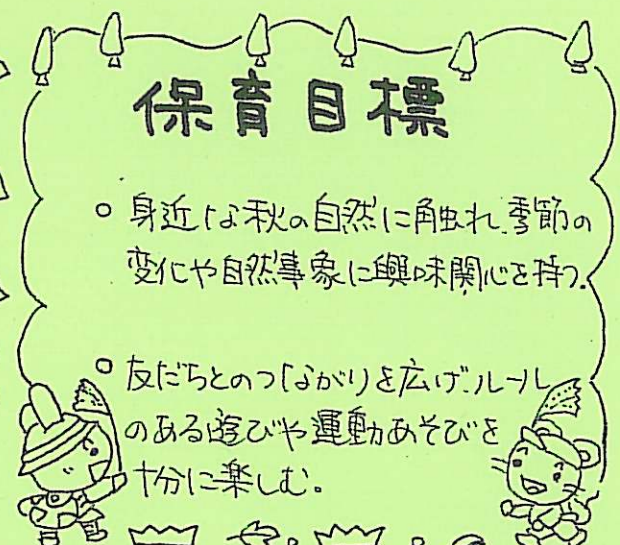 保育目標
○ 身近な秋の自然に触れ、季節の
変化や自然事象に興味関心を持つ。
○ 友だちとのつながりを広げ、ルール
のある遊びや運動あそびを
十分に楽しむ。